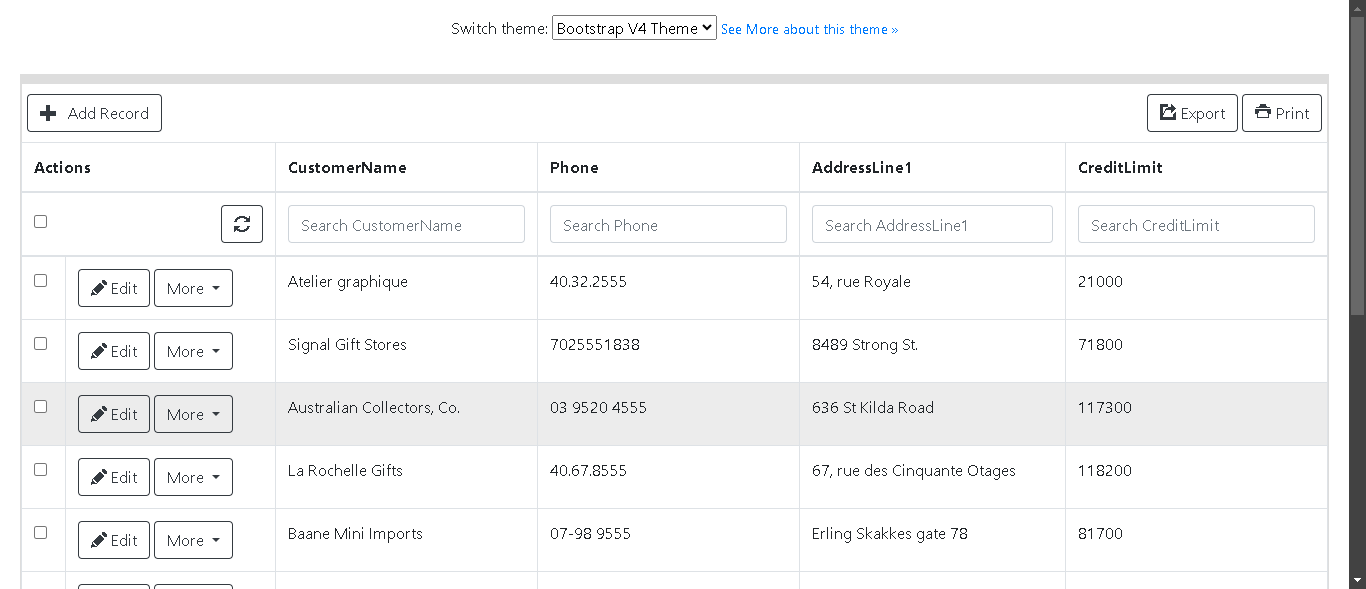 Switch theme: Bootstrap V4 Theme See More about this theme »
Add Record Export Print
Actions CustomerName Phone AddressLine1 CreditLimit
Search CustomerName Search Phone Search AddressLine1 Search CreditLimit
Edit More Atelier graphique 40.32.2555 54, rue Royale 21000
Edit More Signal Gift Stores 7025551838 8489 Strong St. 71800
Edit More Australian Collectors, Co. 03 9520 4555 636 St Kilda Road 117300
Edit More La Rochelle Gifts 40.67.8555 67, rue des Cinquante Otages 118200
Edit More Baane Mini Imports 07-98 9555 Erling Skakkes gate 78 81700